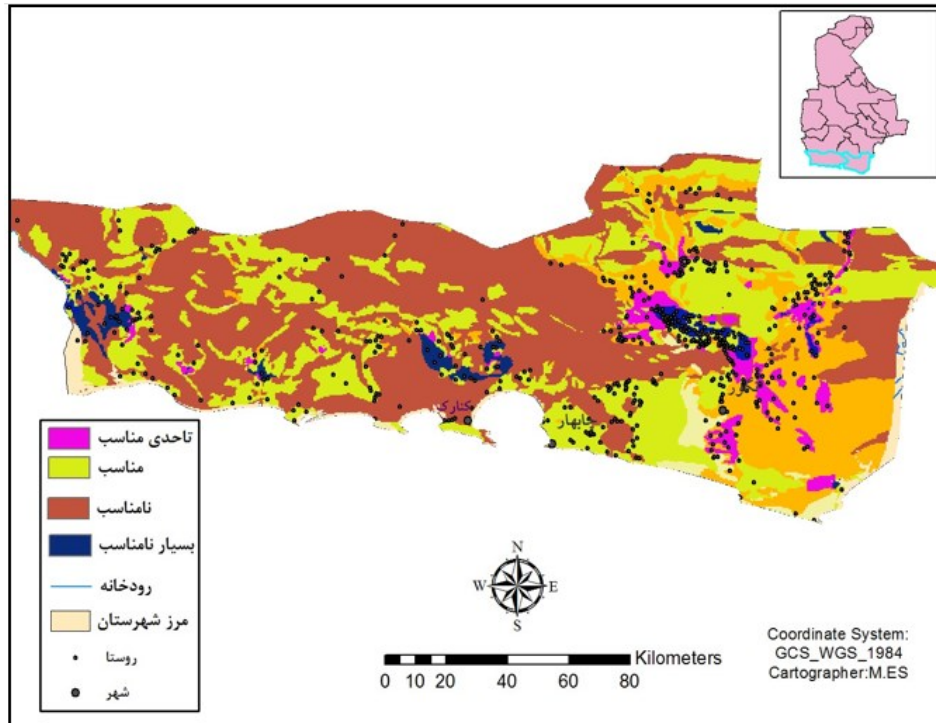 کنارک
چابهار
تاحدی مناسب
مناسب
نامناسب
بسیار نامناسب
رودخانه
مرز شهرستان
روستا
شهر
N
W E
S
Kilometers
0 10 20 40 60 80
Coordinate System:
GCS_WGS_1984
Cartographer:M.ES